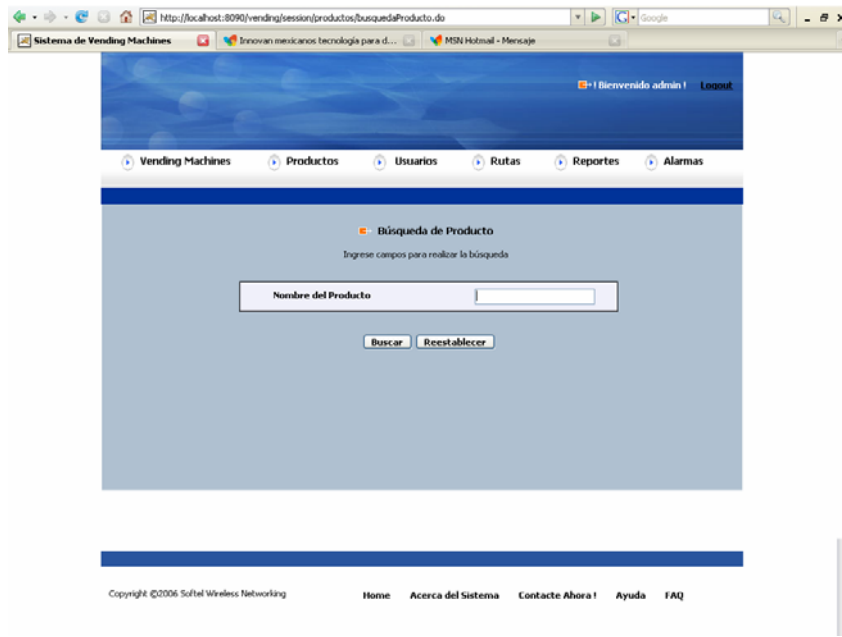 http://localhost:8090/vending/session/productos/busquedaProducto.do
Google
Sistema de Vending Machines
Innovan mexicanos tecnología para d...
MSN Hotmail - Mensaje
! Bienvenido admin !
Logout
Vending Machines
Productos
Usuarios
Rutas
Reportes
Alarmas
Búsqueda de Producto
Ingrese campos para realizar la búsqueda
Nombre del Producto
Buscar
Reestablecer
Copyright ©2006 Softel Wireless Networking
Home
Acerca del Sistema
Contacte Ahora !
Ayuda
FAQ